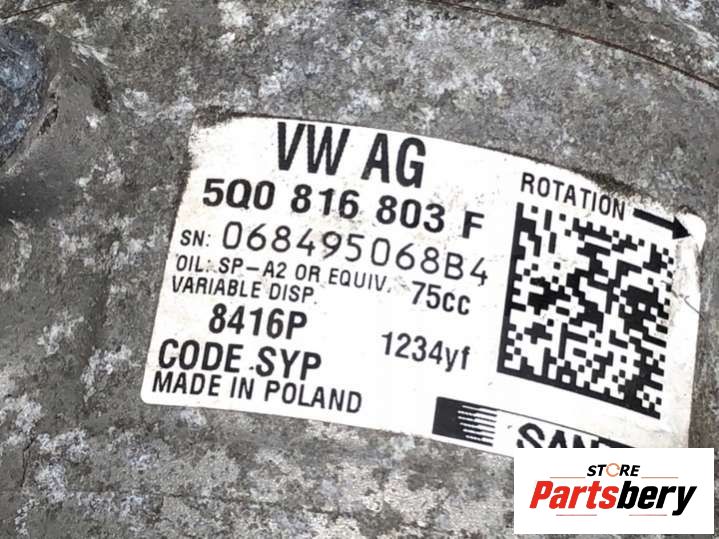 VW AG
5Q0 816 803 F
ROTATION
SN: 068495068B4
OIL: SP-A2 OR EQUIV. 75cc
VARIABLE DISP.
8416P
1234yf
CODE SYP
MADE IN POLAND
STORE
Partsbery